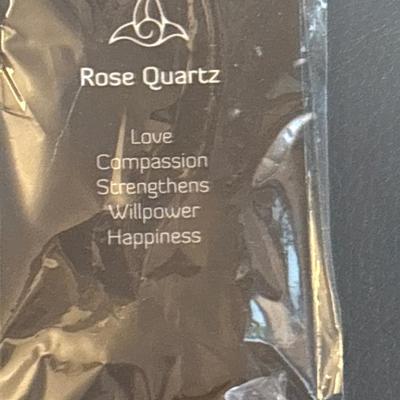 Rose Quartz
Love
Compassion
Strengthens
Willpower
Happiness